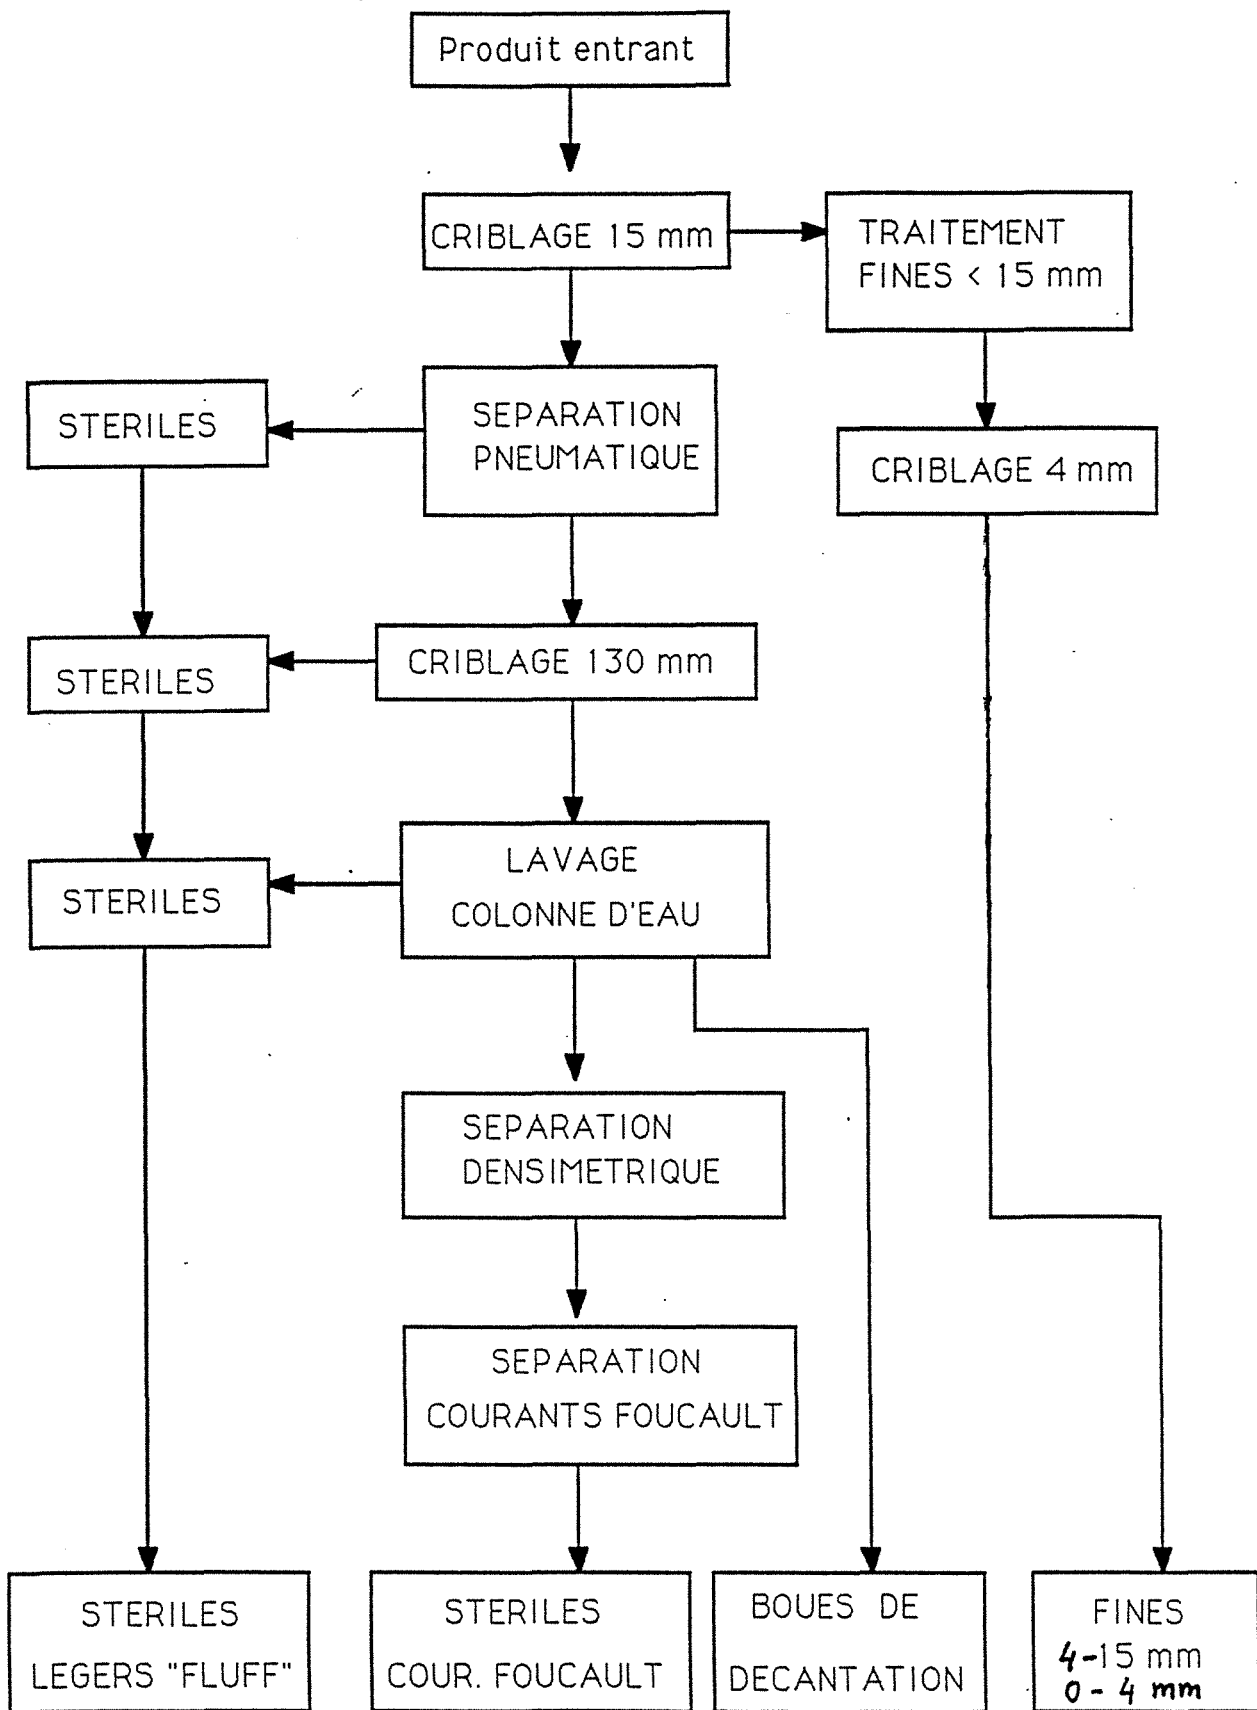 Produit entrant
CRIBLAGE 15 mm
TRAITEMENT
FINES < 15 mm
STERILES
SEPARATION
PNEUMATIQUE
CRIBLAGE 4 mm
STERILES
CRIBLAGE 130 mm
STERILES
LAVAGE
COLONNE D'EAU
SEPARATION
DENSIMETRIQUE
SEPARATION
COURANTS FOUCAULT
STERILES
LEGERS "FLUFF"
STERILES
COUR. FOUCAULT
BOUES DE
DECANTATION
FINES
4-15 mm
0-4 mm